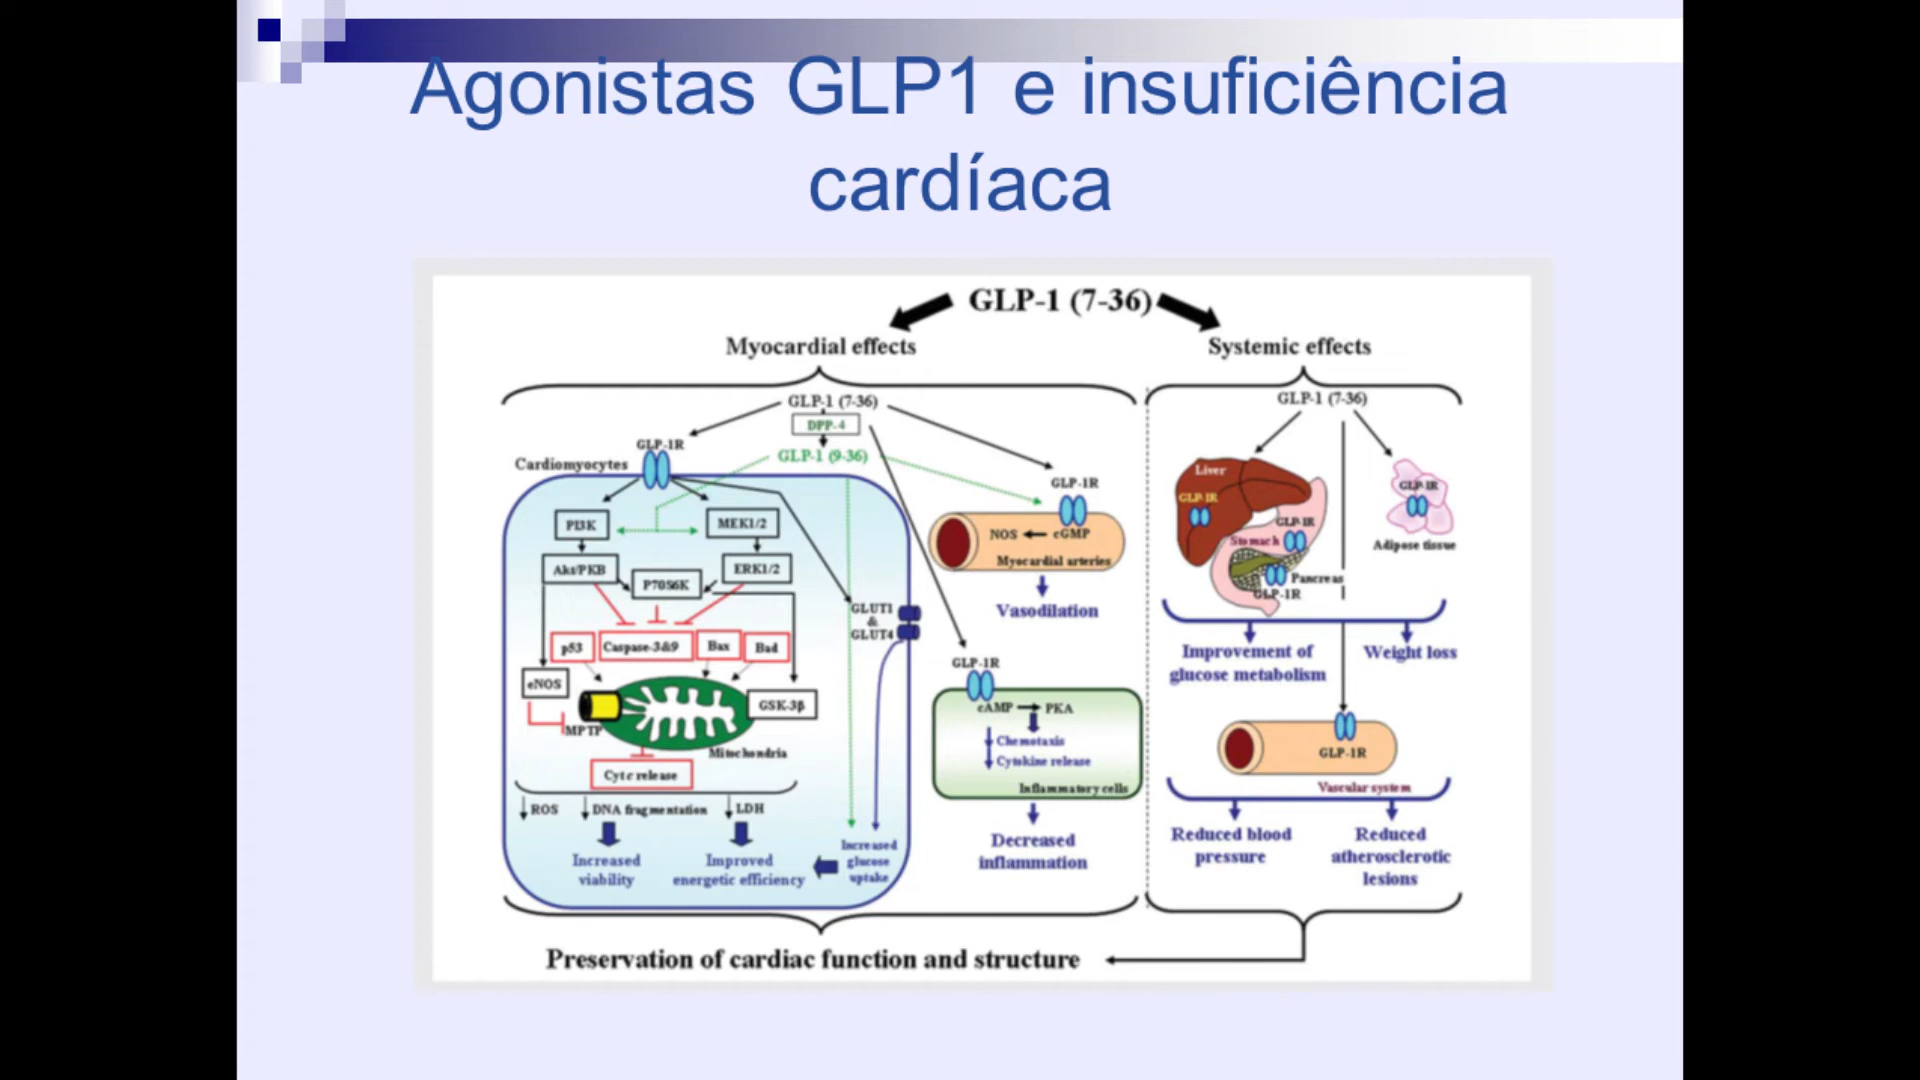 Agonistas GLP1 e insuficiência
cardíaca
GLP-1 (7-36)
Myocardial effects
Systemic effects
GLP-1 (7-36)
DPP-4
GLP-1 (9-36)
GLP-1R
Cardiomyocytes
PI3K
MEK1/2
Akt/PKB
P70S6K
ERK1/2
p53
Caspase-3&9
Bax
Bad
eNOS
GSK-3β
MPTP
Mitochondria
Cyt c release
ROS
DNA fragmentation
LDH
Increased
viability
Improved
energetic efficiency
Increased
glucose
uptake
GLUT1
&
GLUT4
GLP-1R
NOS
cGMP
Myocardial arteries
Vasodilation
GLP-1R
cAMP
PKA
Chemotaxis
Cytokine release
Inflammatory cells
Decreased
inflammation
GLP-1 (7-36)
Liver
GLP-1R
GLP-1R
Stomach
Pancreas
GLP-1R
GLP-1R
Adipose tissue
Improvement of
glucose metabolism
Weight loss
GLP-1R
Vascular system
Reduced blood
pressure
Reduced
atherosclerotic
lesions
Preservation of cardiac function and structure